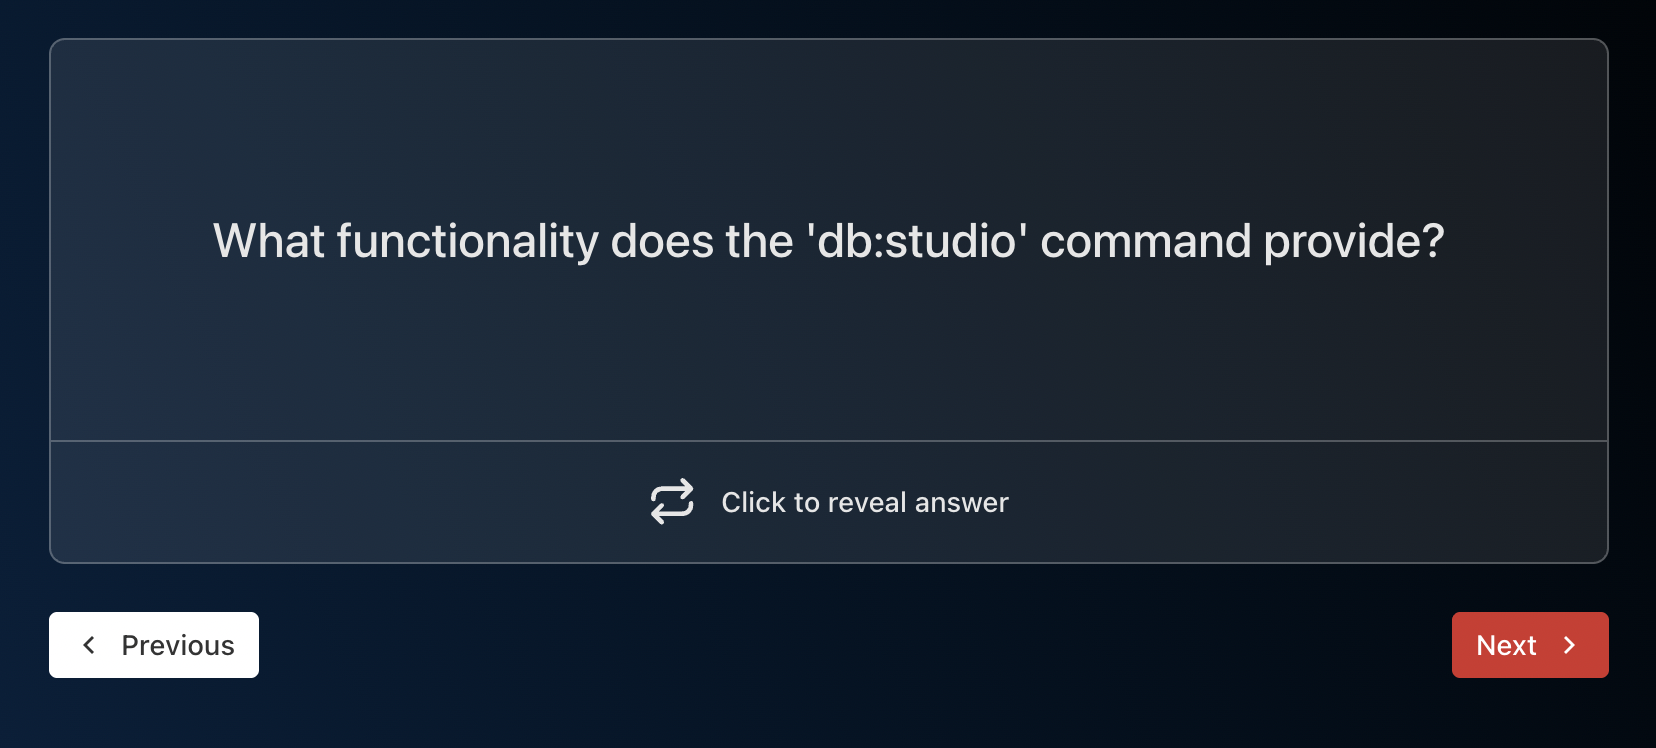 What functionality does the 'db:studio' command provide?
Click to reveal answer
Previous
Next